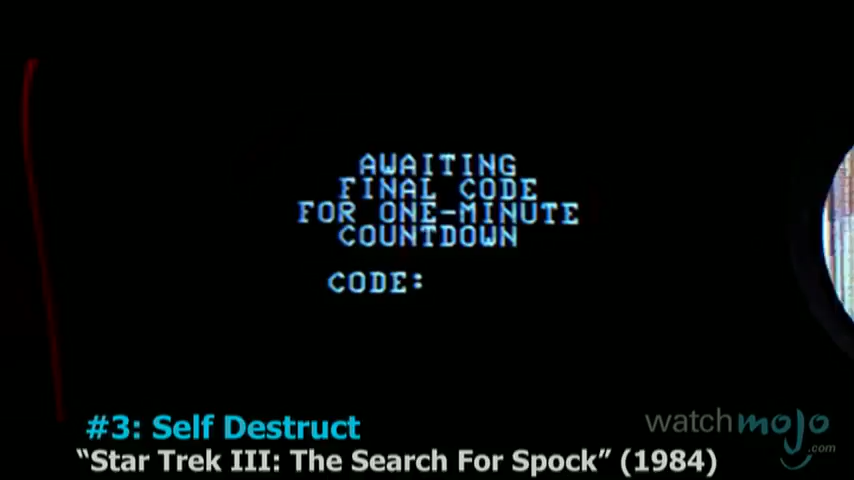 AWAITING
FINAL CODE
FOR ONE-MINUTE
COUNTDOWN
CODE:
#3: Self Destruct
“Star Trek III: The Search For Spock” (1984)
watchmojo
.com